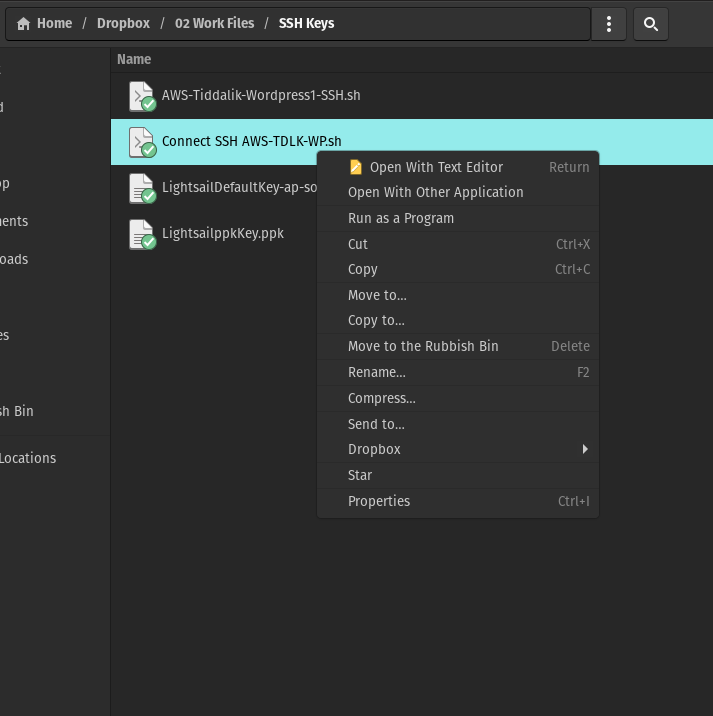 Home / Dropbox / 02 Work Files / SSH Keys
Name
AWS-Tiddalik-Wordpress1-SSH.sh
Connect SSH AWS-TDLK-WP.sh
LightsailDefaultKey-ap-so
LightsailppkKey.ppk
Open With Text Editor Return
Open With Other Application
Run as a Program
Cut Ctrl+X
Copy Ctrl+C
Move to…
Copy to…
Move to the Rubbish Bin Delete
Rename… F2
Compress…
Send to…
Dropbox
Star
Properties Ctrl+I
d
op
nents
oads
es
sh Bin
Locations